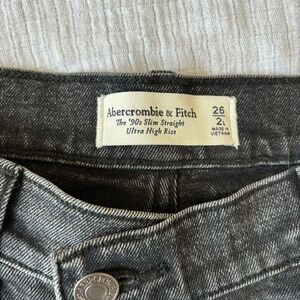 Abercrombie & Fitch
The '90s Slim Straight
Ultra High Rise
26
2L
MADE IN
VIETNAM